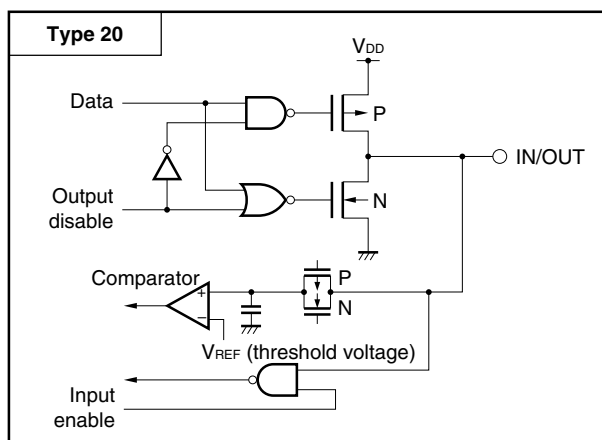 Type 20
VDD
Data
P
IN/OUT
Output
disable
N
Comparator
P
N
+
−
VREF (threshold voltage)
Input
enable